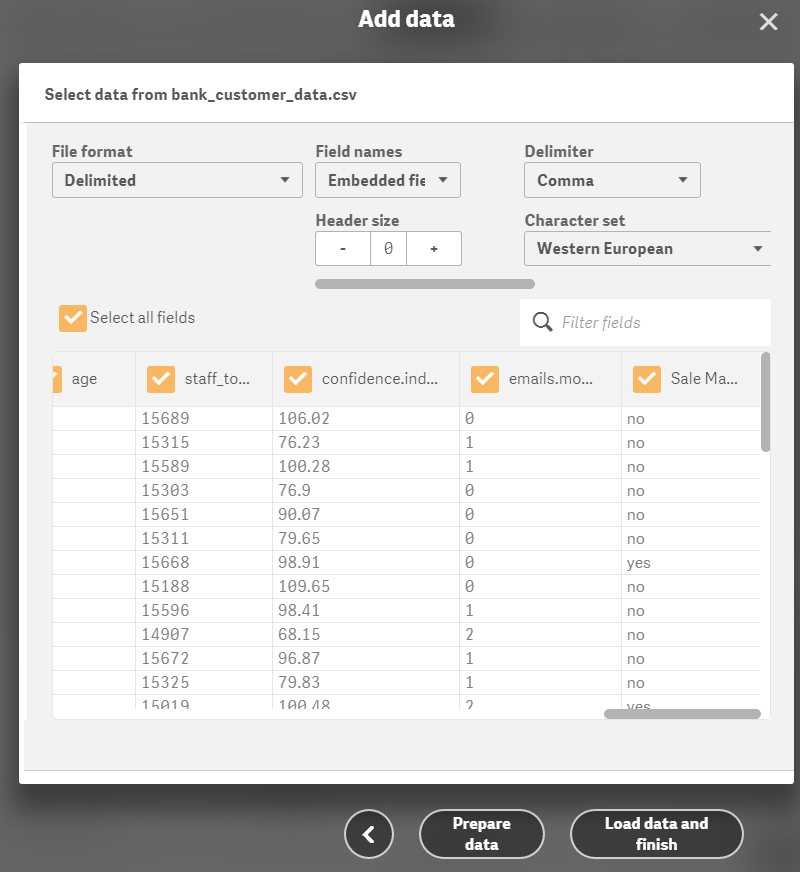 Add data
Select data from bank_customer_data.csv
File format Field names Delimiter
Delimited Embedded fie Comma
Header size Character set
- 0 + Western European
Select all fields Filter fields
age staff_to... confidence.ind... emails.mo... Sale Ma...
15689 106.02 0 no
15315 76.23 1 no
15589 100.28 1 no
15303 76.9 0 no
15651 90.07 0 no
15311 79.65 0 no
15668 98.91 0 yes
15188 109.65 0 no
15596 98.41 1 no
14907 68.15 2 no
15672 96.87 1 no
15325 79.83 1 no
15019 100.48 2 yes
Prepare data
Load data and finish